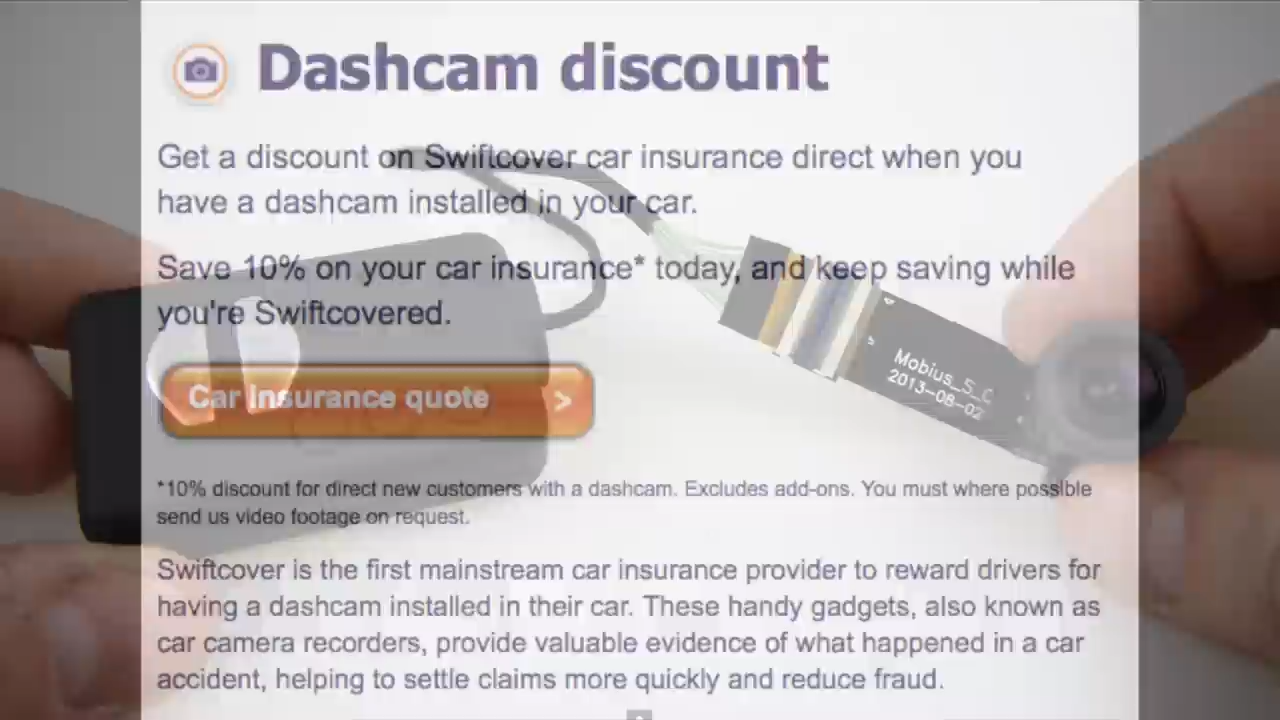 Dashcam discount
Get a discount on Swiftcover car insurance direct when you
have a dashcam installed in your car.
Save 10% on your car insurance* today, and keep saving while
you're Swiftcovered.
Car insurance quote >
Mobius_S_C
2013-08-02
*10% discount for direct new customers with a dashcam. Excludes add-ons. You must where possible
send us video footage on request.
Swiftcover is the first mainstream car insurance provider to reward drivers for
having a dashcam installed in their car. These handy gadgets, also known as
car camera recorders, provide valuable evidence of what happened in a car
accident, helping to settle claims more quickly and reduce fraud.